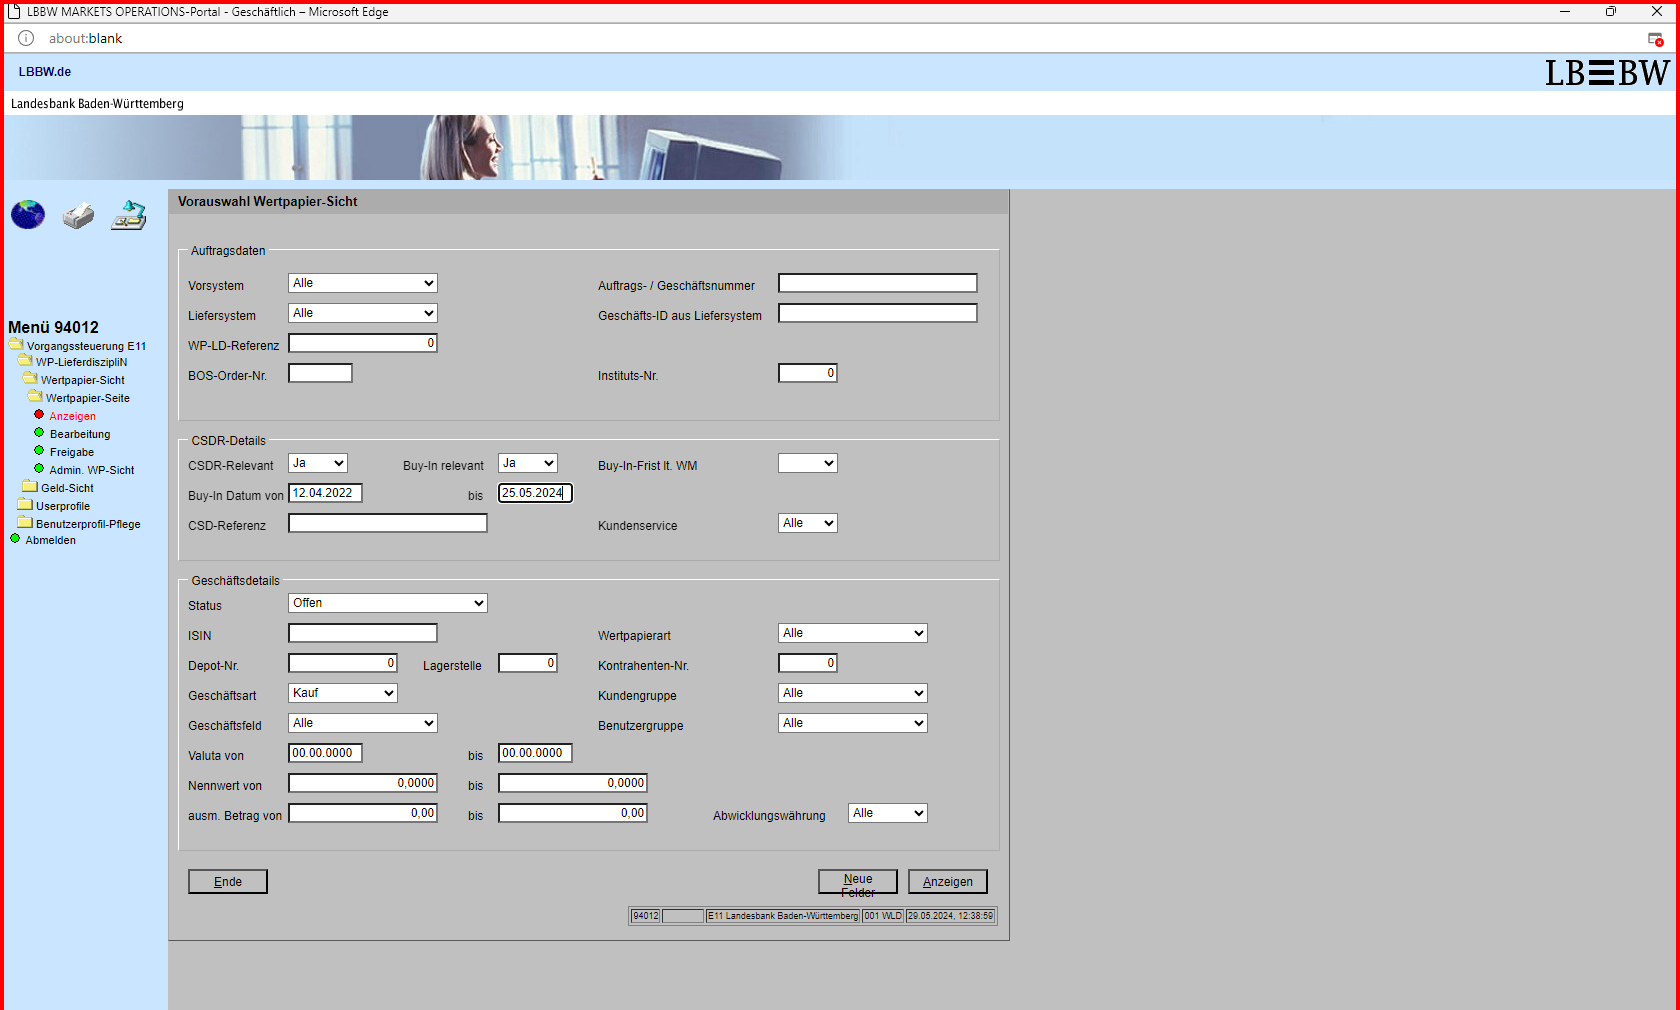 LBBW MARKETS OPERATIONS-Portal - Geschäftlich – Microsoft Edge
about:blank
LBBW.de
LBBW
Landesbank Baden-Württemberg
Menü 94012
Vorgangssteuerung E11
WP-LieferdiszipliN
Wertpapier-Sicht
Wertpapier-Seite
Anzeigen
Bearbeitung
Freigabe
Admin. WP-Sicht
Geld-Sicht
Userprofile
Benutzerprofil-Pflege
Abmelden
Vorauswahl Wertpapier-Sicht
Auftragsdaten
Vorsystem Alle Auftrags- / Geschäftsnummer
Liefersystem Alle Geschäfts-ID aus Liefersystem
WP-LD-Referenz 0
BOS-Order-Nr. Instituts-Nr. 0
CSDR-Details
CSDR-Relevant Ja Buy-In relevant Ja Buy-In-Frist lt. WM
Buy-In Datum von 12.04.2022 bis 25.05.2024
CSD-Referenz Kundenservice Alle
Geschäftsdetails
Status Offen
ISIN Wertpapierart Alle
Depot-Nr. 0 Lagerstelle 0 Kontrahenten-Nr. 0
Geschäftsart Kauf Kundengruppe Alle
Geschäftsfeld Alle Benutzergruppe Alle
Valuta von 00.00.0000 bis 00.00.0000
Nennwert von 0,0000 bis 0,0000
ausm. Betrag von 0,00 bis 0,00 Abwicklungswährung Alle
Ende Neue Felder Anzeigen
94012 E11 Landesbank Baden-Württemberg 001 WLD 29.05.2024, 12:38:59